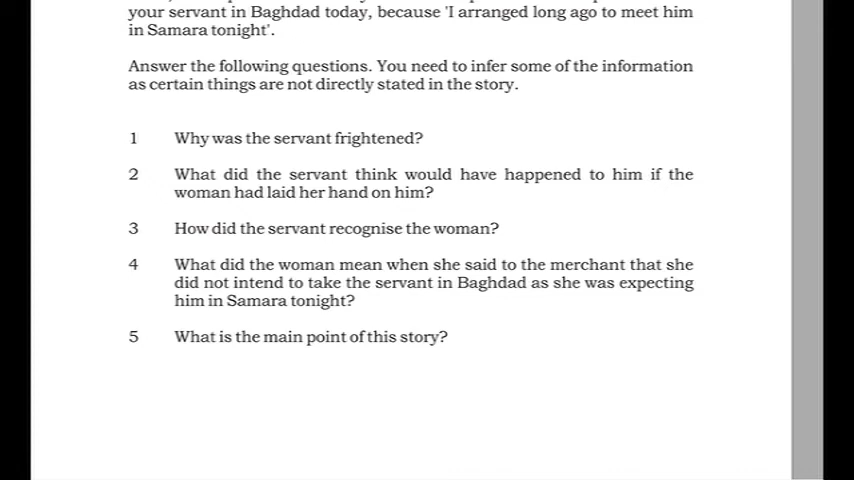 your servant in Baghdad today, because 'I arranged long ago to meet him
in Samara tonight'.
Answer the following questions. You need to infer some of the information
as certain things are not directly stated in the story.
1 Why was the servant frightened?
2 What did the servant think would have happened to him if the
woman had laid her hand on him?
3 How did the servant recognise the woman?
4 What did the woman mean when she said to the merchant that she
did not intend to take the servant in Baghdad as she was expecting
him in Samara tonight?
5 What is the main point of this story?